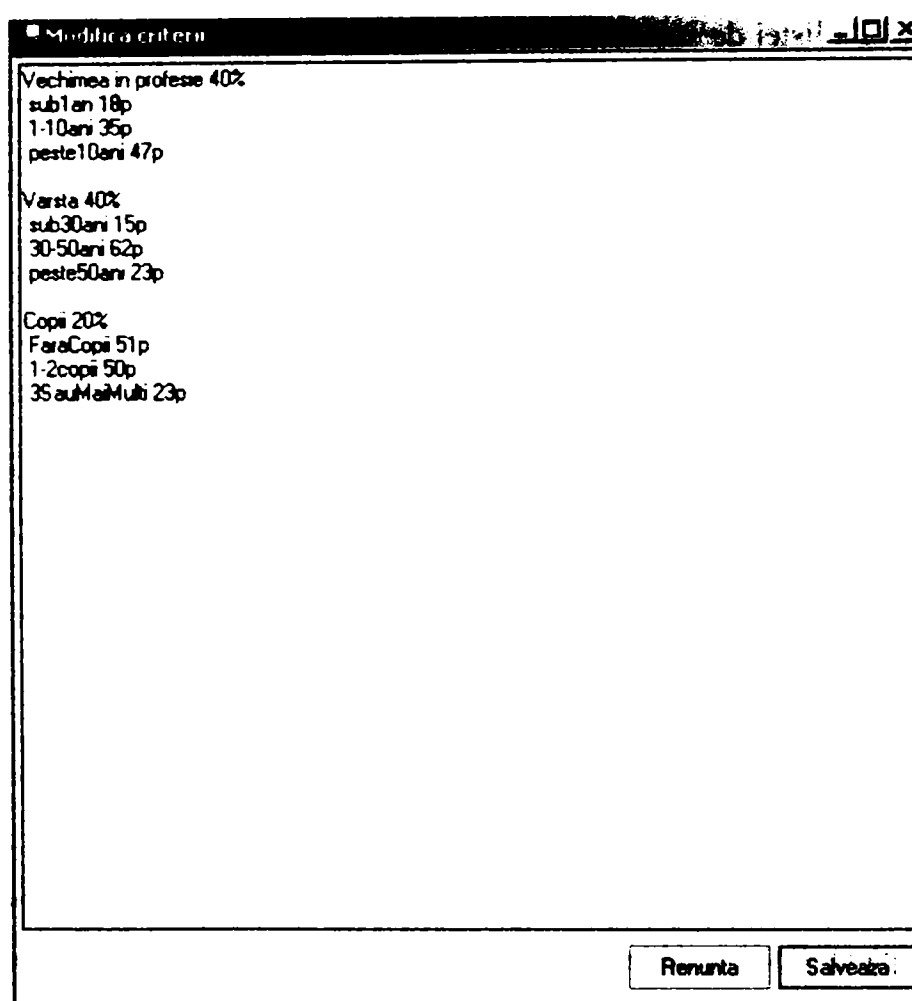 Modifica criterii
Vechimea in profesie 40%
sub1an 18p
1-10ani 35p
peste10ani 47p
Varsta 40%
sub30ani 15p
30-50ani 62p
peste50ani 23p
Copii 20%
FaraCopii 51p
1-2copii 50p
3SauMaiMulti 23p
Renunta
Salveaza